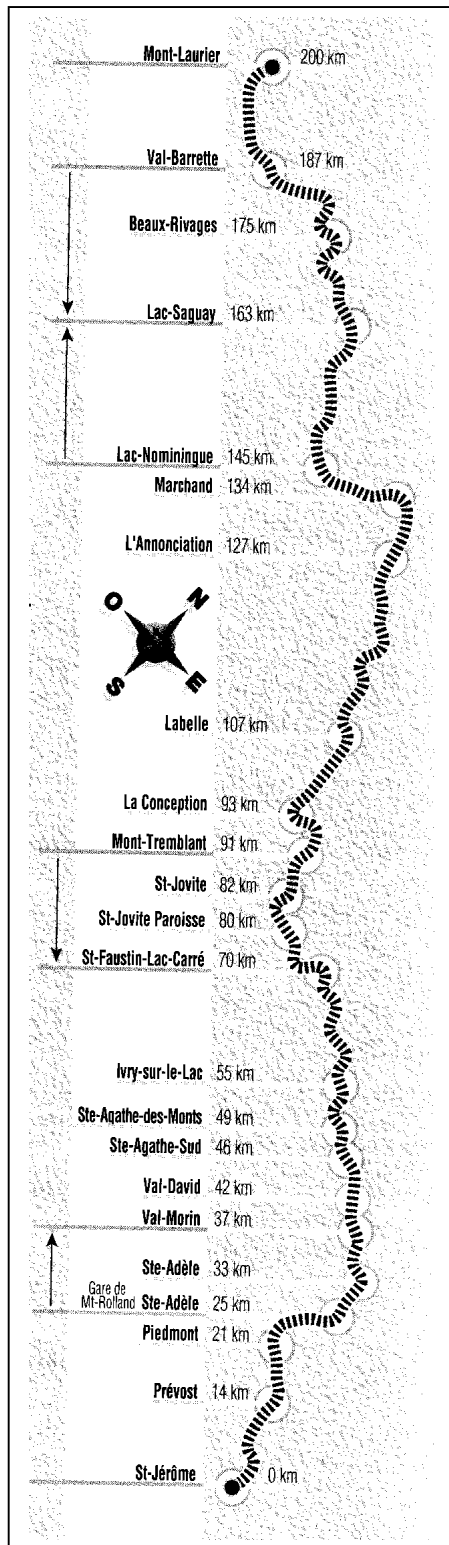 Mont-Laurier 200 km
Val-Barrette 187 km
Beaux-Rivages 175 km
Lac-Saguay 163 km
Lac-Nominingue 145 km
Marchand 134 km
L'Annonciation 127 km
O N
S E
Labelle 107 km
La Conception 93 km
Mont-Tremblant 91 km
St-Jovite 82 km
St-Jovite Paroisse 80 km
St-Faustin-Lac-Carré 70 km
Ivry-sur-le Lac 55 km
Ste-Agathe-des-Monts 49 km
Ste-Agathe-Sud 46 km
Val-David 42 km
Val-Morin 37 km
Ste-Adèle 33 km
Gare de
Mt-Rolland Ste-Adèle 25 km
Piedmont 21 km
Prévost 14 km
St-Jérôme 0 km